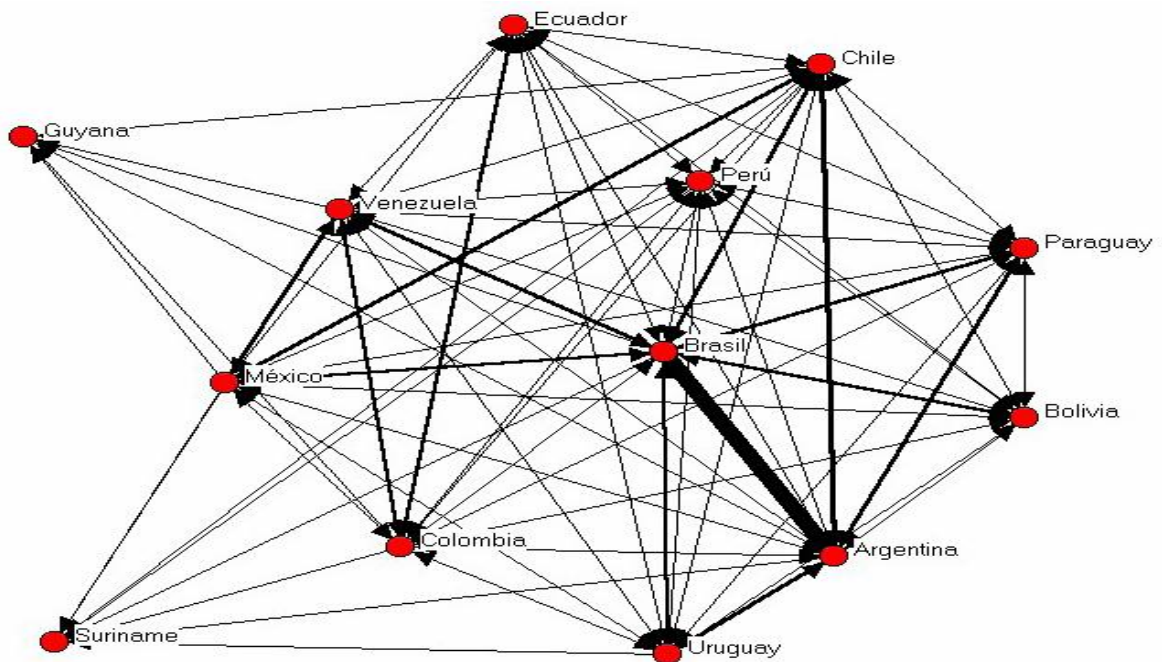 Ecuador
Chile
Guyana
Perú
Venezuela
Paraguay
Brasil
México
Bolivia
Colombia
Argentina
Suriname
Uruguay